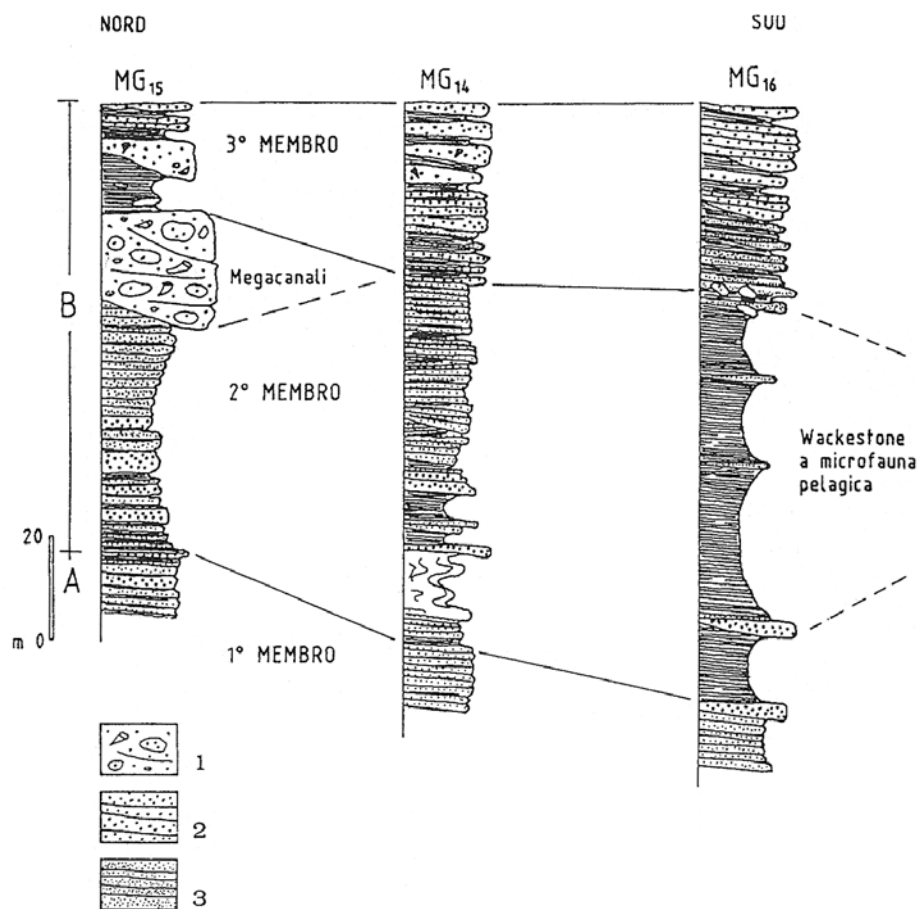 NORD
SUD
MG15
MG14
MG16
3° MEMBRO
Megacanali
B
2° MEMBRO
Wackestone
a microfauna
pelagica
20
A
m 0
1° MEMBRO
1
2
3